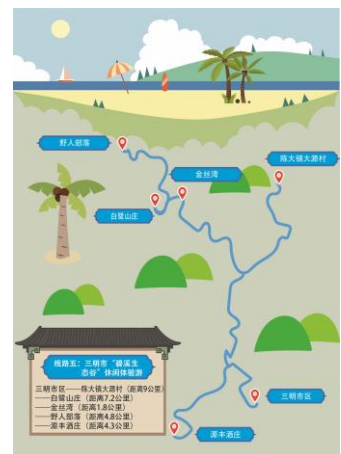 野人部落
金丝湾
陈大镇大源村
白鹭山庄
线路五：三明市“碧溪生
态谷”休闲体验游
三明市区——陈大镇大源村（距离9公里）
——白鹭山庄（距离7.2公里）
——金丝湾（距离1.8公里）
——野人部落（距离4.8公里）
——源丰酒庄（距离4.3公里）
三明市区
源丰酒庄